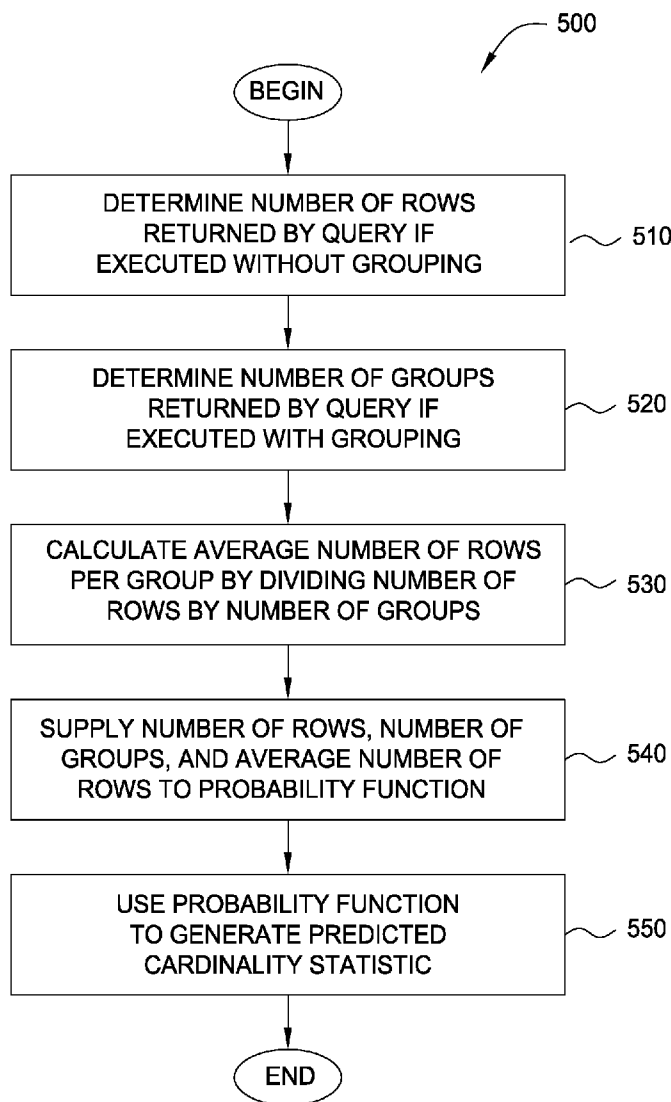 500
BEGIN
DETERMINE NUMBER OF ROWS
RETURNED BY QUERY IF
EXECUTED WITHOUT GROUPING
510
DETERMINE NUMBER OF GROUPS
RETURNED BY QUERY IF
EXECUTED WITH GROUPING
520
CALCULATE AVERAGE NUMBER OF ROWS
PER GROUP BY DIVIDING NUMBER OF
ROWS BY NUMBER OF GROUPS
530
SUPPLY NUMBER OF ROWS, NUMBER OF
GROUPS, AND AVERAGE NUMBER OF
ROWS TO PROBABILITY FUNCTION
540
USE PROBABILITY FUNCTION
TO GENERATE PREDICTED
CARDINALITY STATISTIC
550
END